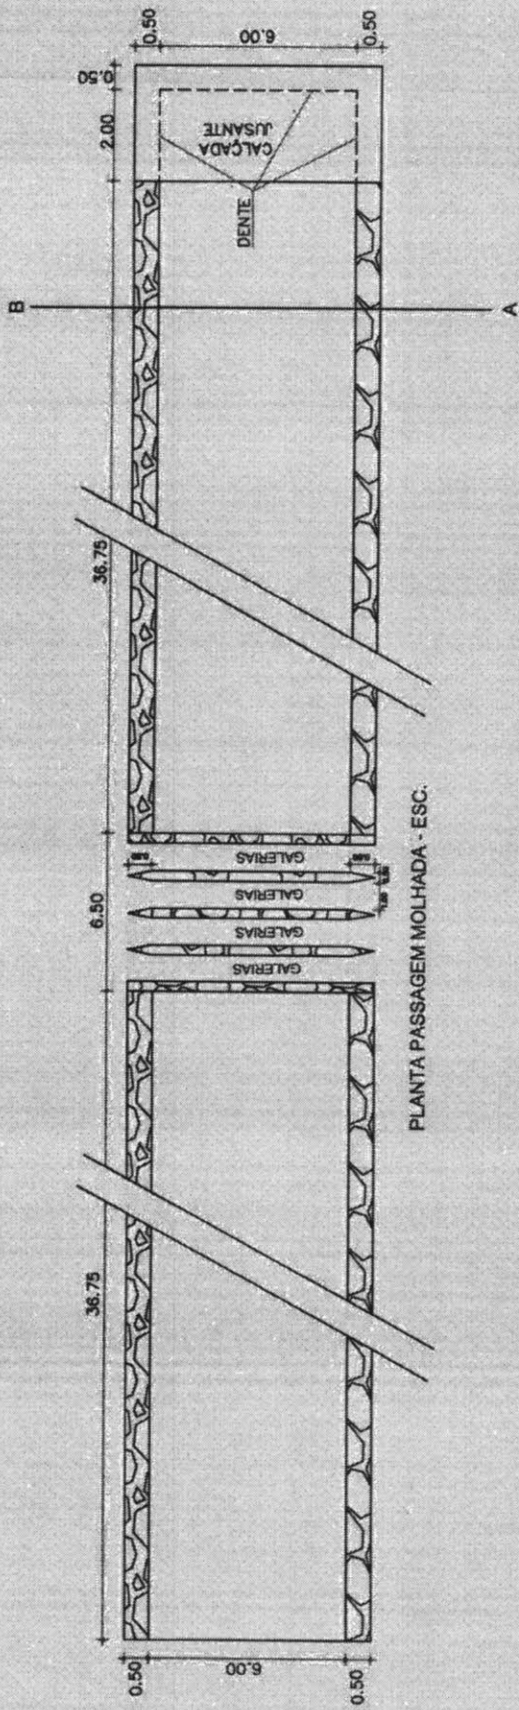 0.50
6.00
0.50
0.50
2.00
CALÇADA
JUSANTE
DENTE
B
A
36.75
6.50
GALERIAS
GALERIAS
GALERIAS
GALERIAS
36.75
0.50
6.00
0.50
PLANTA PASSAGEM MOLHADA - ESC.